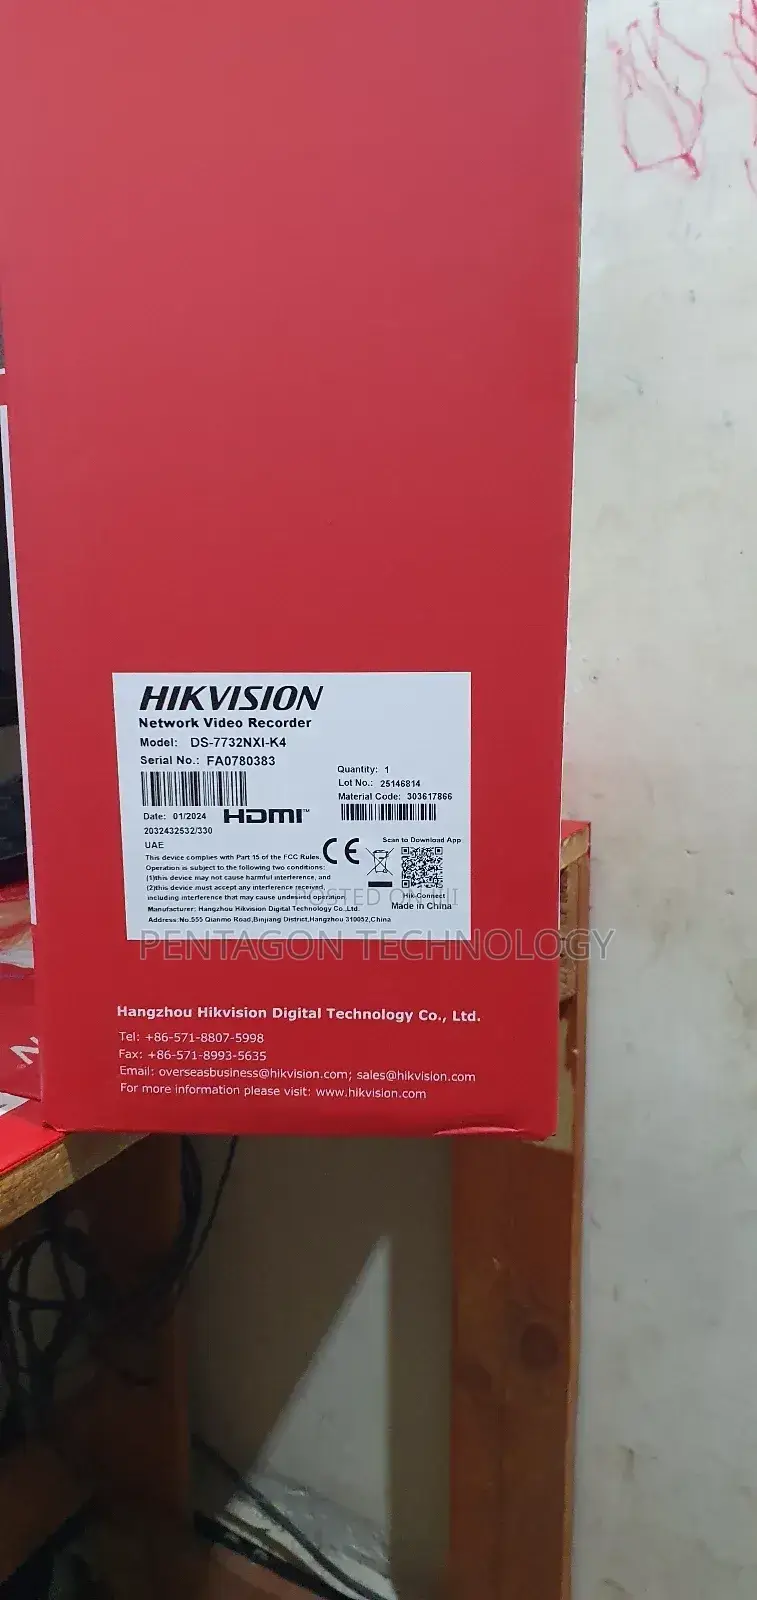 HIKVISION
Network Video Recorder
Model: DS-7732NXI-K4
Serial No.: FA0780383
Quantity: 1
Lot No.: 25146814
Material Code: 303617866
Date: 01/2024 HDMI™
2032432532/330
UAE
CE
Scan to Download App
This device complies with Part 15 of the FCC Rules.
Operation is subject to the following two conditions:
(1)this device may not cause harmful interference, and
(2)this device must accept any interference received,
including interference that may cause undesired operation.
Hik-Connect
Made in China
Manufacturer: Hangzhou Hikvision Digital Technology Co.,Ltd.
Address:No.555 Qianmo Road,Binjiang District,Hangzhou 310052,China
POSTED ON JIJI
PENTAGON TECHNOLOGY
Hangzhou Hikvision Digital Technology Co., Ltd.
Tel: +86-571-8807-5998
Fax: +86-571-8993-5635
Email: overseasbusiness@hikvision.com; sales@hikvision.com
For more information please visit: www.hikvision.com